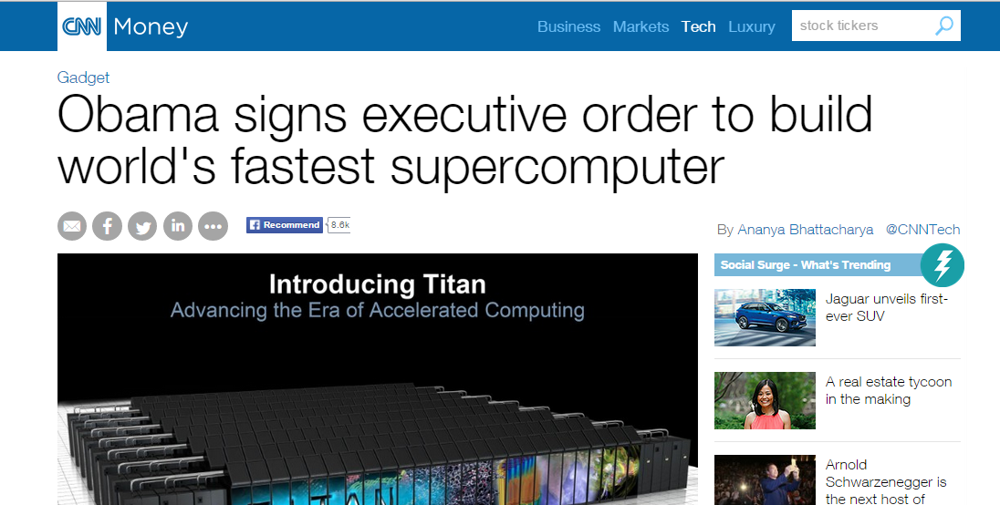 CNN Money
Business Markets Tech Luxury
stock tickers
Gadget
Obama signs executive order to build
world's fastest supercomputer
in
Recommend 8.6k
By Ananya Bhattacharya @CNNTech
Introducing Titan
Advancing the Era of Accelerated Computing
TITAN
Social Surge - What's Trending
Jaguar unveils first-
ever SUV
A real estate tycoon
in the making
Arnold
Schwarzenegger is
the next host of